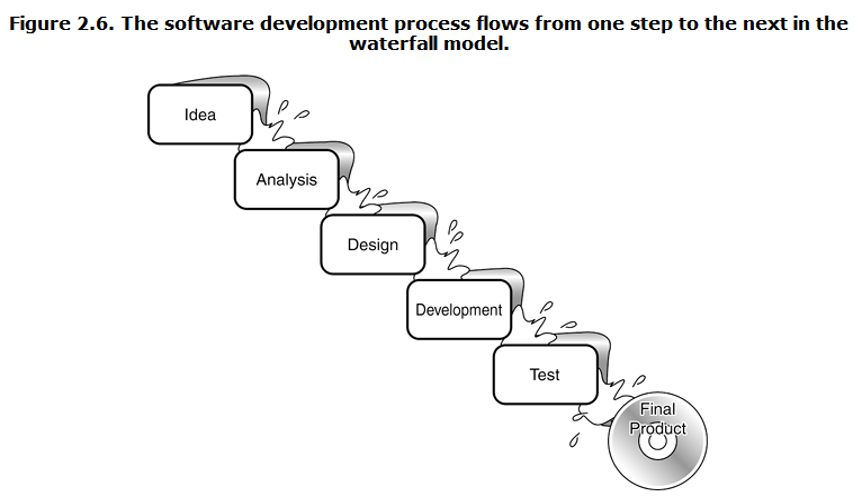 Figure 2.6. The software development process flows from one step to the next in the
waterfall model.
Idea
Analysis
Design
Development
Test
Final
Product